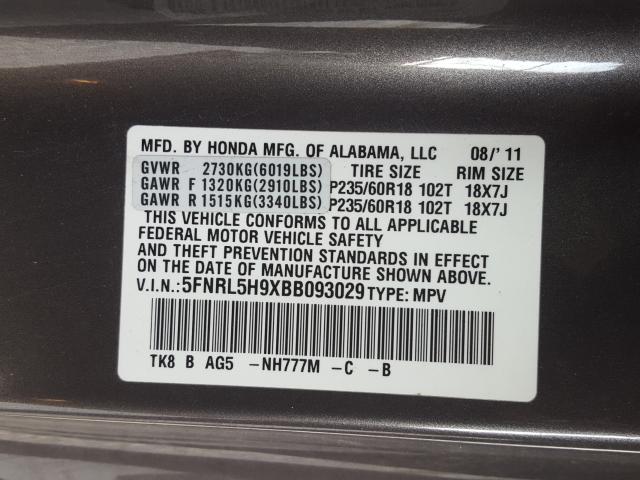 MFD. BY HONDA MFG. OF ALABAMA, LLC 08/'11
GVWR 2730KG(6019LBS) TIRE SIZE RIM SIZE
GAWR F 1320KG(2910LBS) P235/60R18 102T 18X7J
GAWR R 1515KG(3340LBS) P235/60R18 102T 18X7J
THIS VEHICLE CONFORMS TO ALL APPLICABLE
FEDERAL MOTOR VEHICLE SAFETY
AND THEFT PREVENTION STANDARDS IN EFFECT
ON THE DATE OF MANUFACTURE SHOWN ABOVE.
V.I.N.:5FNRL5H9XBB093029 TYPE: MPV
TK8 B AG5 -NH777M -C -B